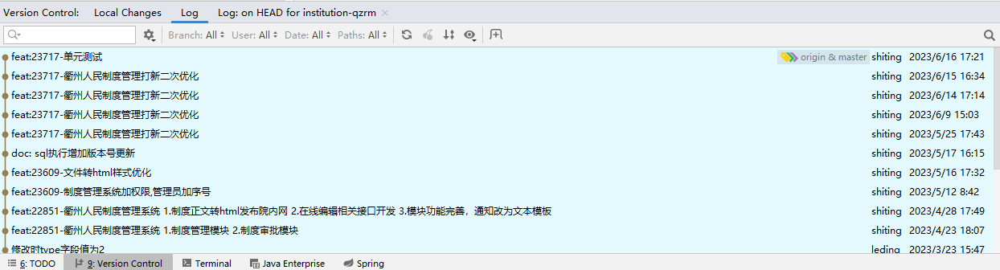 Version Control: Local Changes Log Log: on HEAD for institution-qzrm
Branch: All User: All Date: All Paths: All
feat:23717-单元测试 origin & master shiting 2023/6/16 17:21
feat:23717-衢州人民制度管理打新二次优化 shiting 2023/6/15 16:34
feat:23717-衢州人民制度管理打新二次优化 shiting 2023/6/14 17:14
feat:23717-衢州人民制度管理打新二次优化 shiting 2023/6/9 15:03
feat:23717-衢州人民制度管理打新二次优化 shiting 2023/5/25 17:43
doc: sql执行增加版本号更新 shiting 2023/5/17 16:15
feat:23609-文件转html样式优化 shiting 2023/5/16 17:32
feat:23609-制度管理系统加权限,管理员加序号 shiting 2023/5/12 8:42
feat:22851-衢州人民制度管理系统 1.制度正文转html发布院内网 2.在线编辑相关接口开发 3.模块功能完善，通知改为文本模板 shiting 2023/4/28 17:49
feat:22851-衢州人民制度管理系统 1.制度管理模块 2.制度审批模块 shiting 2023/4/23 18:07
修改时type字段值为2 leding 2023/3/23 15:47
6: TODO 9: Version Control Terminal Java Enterprise Spring